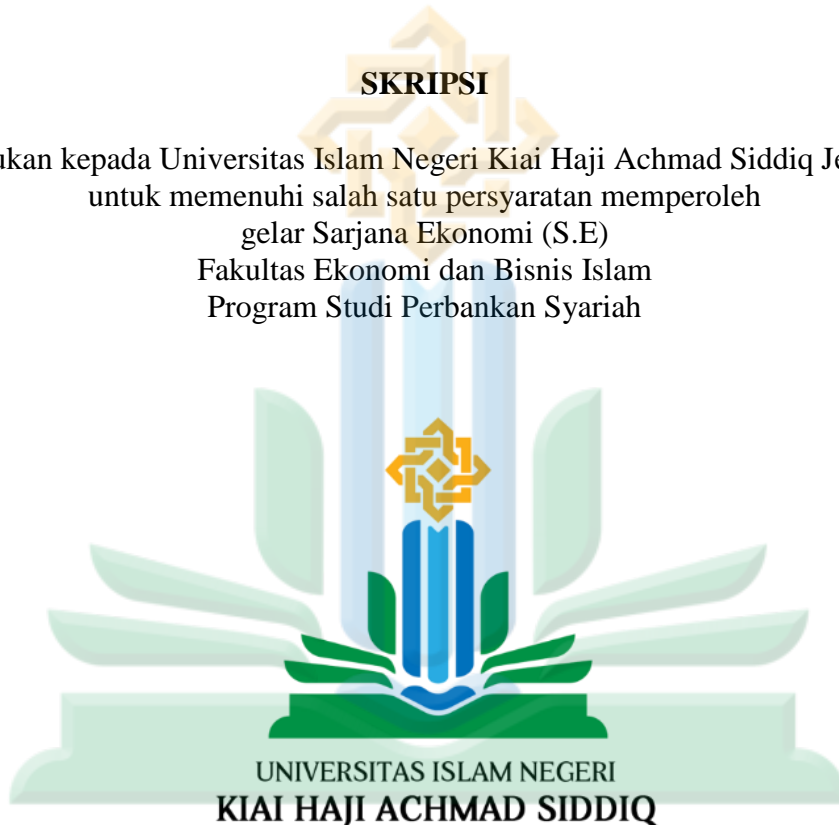 SKRIPSI
ukan kepada Universitas Islam Negeri Kiai Haji Achmad Siddiq Je
untuk memenuhi salah satu persyaratan memperoleh
gelar Sarjana Ekonomi (S.E)
Fakultas Ekonomi dan Bisnis Islam
Program Studi Perbankan Syariah
UNIVERSITAS ISLAM NEGERI
KIAI HAJI ACHMAD SIDDIQ